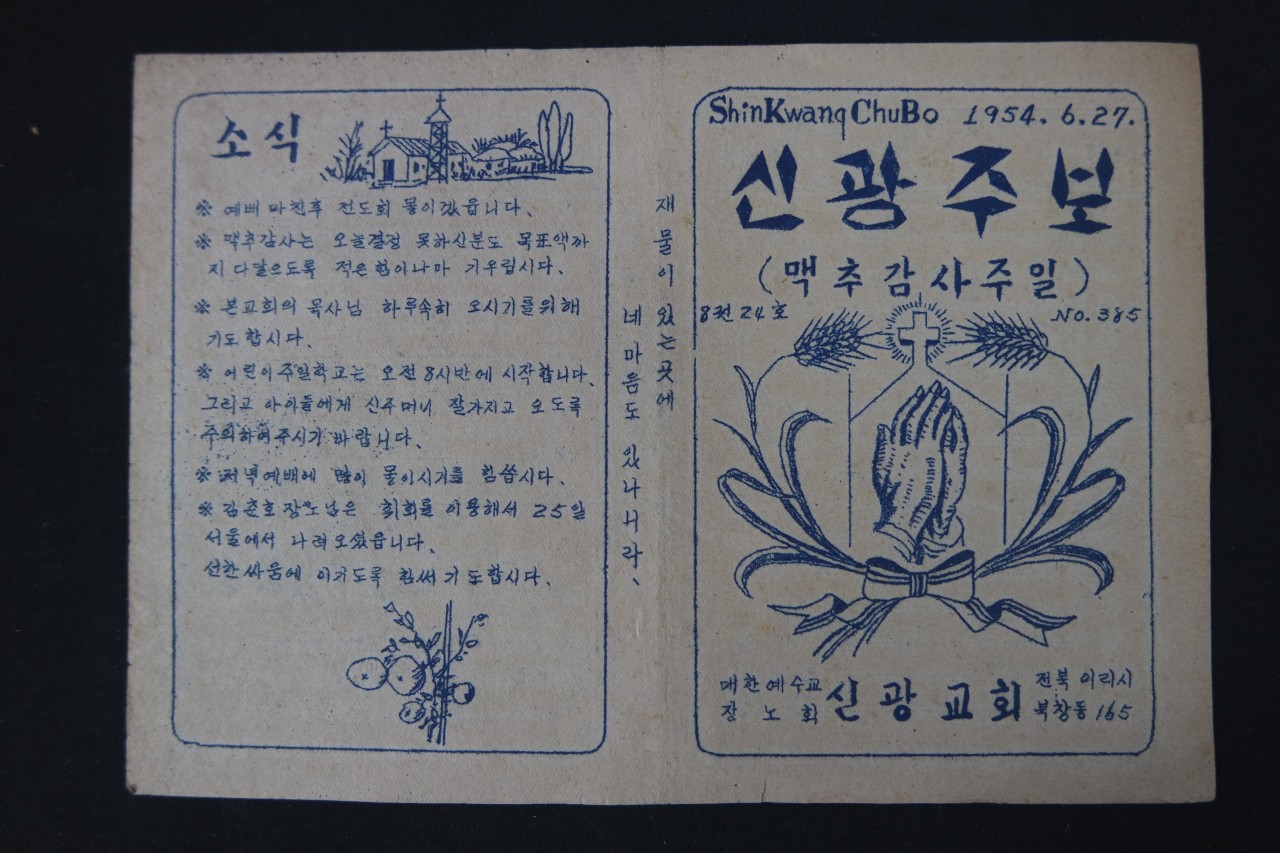 소식
※ 예배 마친후 전도회 몰이겠읍니다.
※ 맥추감사는 오늘결정 못하신분도 목표액까
지 다달으도록 적은힘이나마 기우립시다.
※ 본교회의 목사님 하루속히 오시기를위해
기도합시다.
※ 어린이주일학교는 오전8시반에 시작합니다.
그리고 아이들에게 신주머니 잘가지고 오도록
주의하여주시기 바랍니다.
※ 저녁예배에 많이 몰이시기를 힘씁시다.
※ 김춘호장노님은 회를 이용해서 25일
서울에서 나려오셨읍니다.
선한싸움에 이기도록 힘써기도합시다.
재물이 있는곳에
네마음도 있나니라.
ShinKwang ChuBo 1954. 6.27.
신광주보
(맥추감사주일)
8권 24호 No.385
대한예수교 장노회 신광교회 전북 이리시 북창동 165